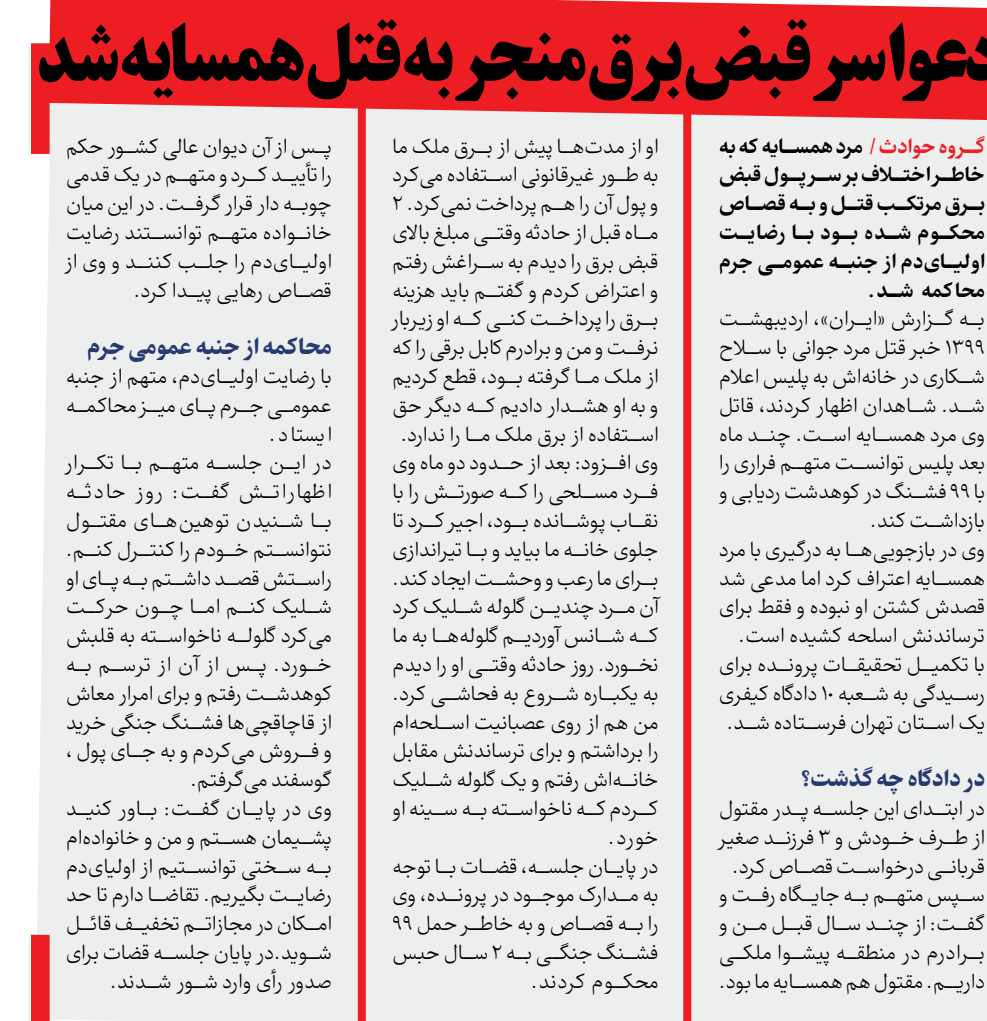 دعوا سر قبض برق منجر به قتل همسایه شد
گروه حوادث / مرد همسایه که به
خاطر اختلاف بر سر پول قبض
برق مرتکب قتل و به قصاص
محکوم شده بود با رضایت
اولیای‌دم از جنبه عمومی جرم
محاکمه شد.
به گزارش «ایران»، اردیبهشت
۱۳۹۹ خبر قتل مرد جوانی با سلاح
شکاری در خانه‌اش به پلیس اعلام
شد. شاهدان اظهار کردند، قاتل
وی مرد همسایه است. چند ماه
بعد پلیس توانست متهم فراری را
با ۹۹ فشنگ در کوهدشت ردیابی و
بازداشت کند.
وی در بازجویی‌ها به درگیری با مرد
همسایه اعتراف کرد اما مدعی شد
قصدش کشتن او نبوده و فقط برای
ترساندنش اسلحه کشیده است.
با تکمیل تحقیقات پرونده برای
رسیدگی به شعبه ۱۰ دادگاه کیفری
یک استان تهران فرستاده شد.
در دادگاه چه گذشت؟
در ابتدای این جلسه پدر مقتول
از طرف خودش و ۳ فرزند صغیر
قربانی درخواست قصاص کرد.
سپس متهم به جایگاه رفت و
گفت: از چند سال قبل من و
برادرم در منطقه پیشوا ملکی
داریم. مقتول هم همسایه ما بود.
او از مدت‌ها پیش از برق ملک ما
به طور غیرقانونی استفاده می‌کرد
و پول آن را هم پرداخت نمی‌کرد. ۲
ماه قبل از حادثه وقتی مبلغ بالای
قبض برق را دیدم به سراغش رفتم
و اعتراض کردم و گفتم باید هزینه
برق را پرداخت کنی که او زیربار
نرفت و من و برادرم کابل برقی را که
از ملک ما گرفته بود، قطع کردیم
و به او هشدار دادیم که دیگر حق
استفاده از برق ملک ما را ندارد.
وی افزود: بعد از حدود دو ماه وی
فرد مسلحی را که صورتش را با
نقاب پوشانده بود، اجیر کرد تا
جلوی خانه ما بیاید و با تیراندازی
برای ما رعب و وحشت ایجاد کند.
آن مرد چندین گلوله شلیک کرد
که شانس آوردیم گلوله‌ها به ما
نخورد. روز حادثه وقتی او را دیدم
به یکباره شروع به فحاشی کرد.
من هم از روی عصبانیت اسلحه‌ام
را برداشتم و برای ترساندنش مقابل
خانه‌اش رفتم و یک گلوله شلیک
کردم که ناخواسته به سینه او
خورد.
در پایان جلسه، قضات با توجه
به مدارک موجود در پرونده، وی
را به قصاص و به خاطر حمل ۹۹
فشنگ جنگی به ۲ سال حبس
محکوم کردند.
پس از آن دیوان عالی کشور حکم
را تأیید کرد و متهم در یک قدمی
چوبه دار قرار گرفت. در این میان
خانواده متهم توانستند رضایت
اولیای‌دم را جلب کنند و وی از
قصاص رهایی پیدا کرد.
محاکمه از جنبه عمومی جرم
با رضایت اولیای‌دم، متهم از جنبه
عمومی جرم پای میز محاکمه
ایستاد.
در این جلسه متهم با تکرار
اظهاراتش گفت: روز حادثه
با شنیدن توهین‌های مقتول
نتوانستم خودم را کنترل کنم.
راستش قصد داشتم به پای او
شلیک کنم اما چون حرکت
می‌کرد گلوله ناخواسته به قلبش
خورد. پس از آن از ترسم به
کوهدشت رفتم و برای امرار معاش
از قاچاقچی‌ها فشنگ جنگی خرید
و فروش می‌کردم و به جای پول ،
گوسفند می‌گرفتم.
وی در پایان گفت: باور کنید
پشیمان هستم و من و خانواده‌ام
به سختی توانستیم از اولیای‌دم
رضایت بگیریم. تقاضا دارم تا حد
امکان در مجازاتم تخفیف قائل
شوید.در پایان جلسه قضات برای
صدور رأی وارد شور شدند.